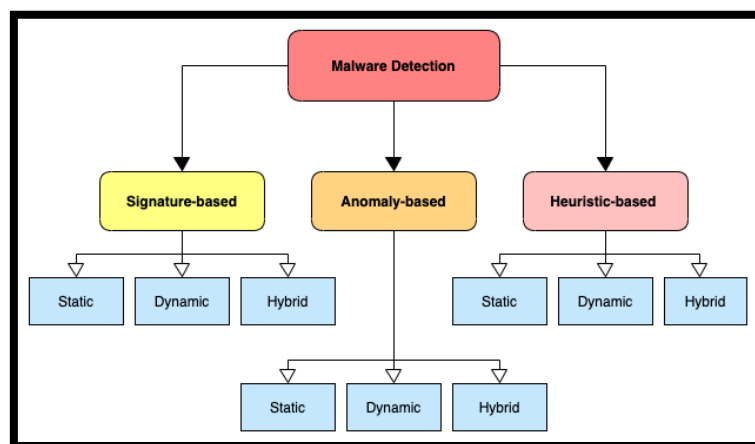 Malware Detection
Signature-based
Anomaly-based
Heuristic-based
Static
Dynamic
Hybrid
Static
Dynamic
Hybrid
Static
Dynamic
Hybrid